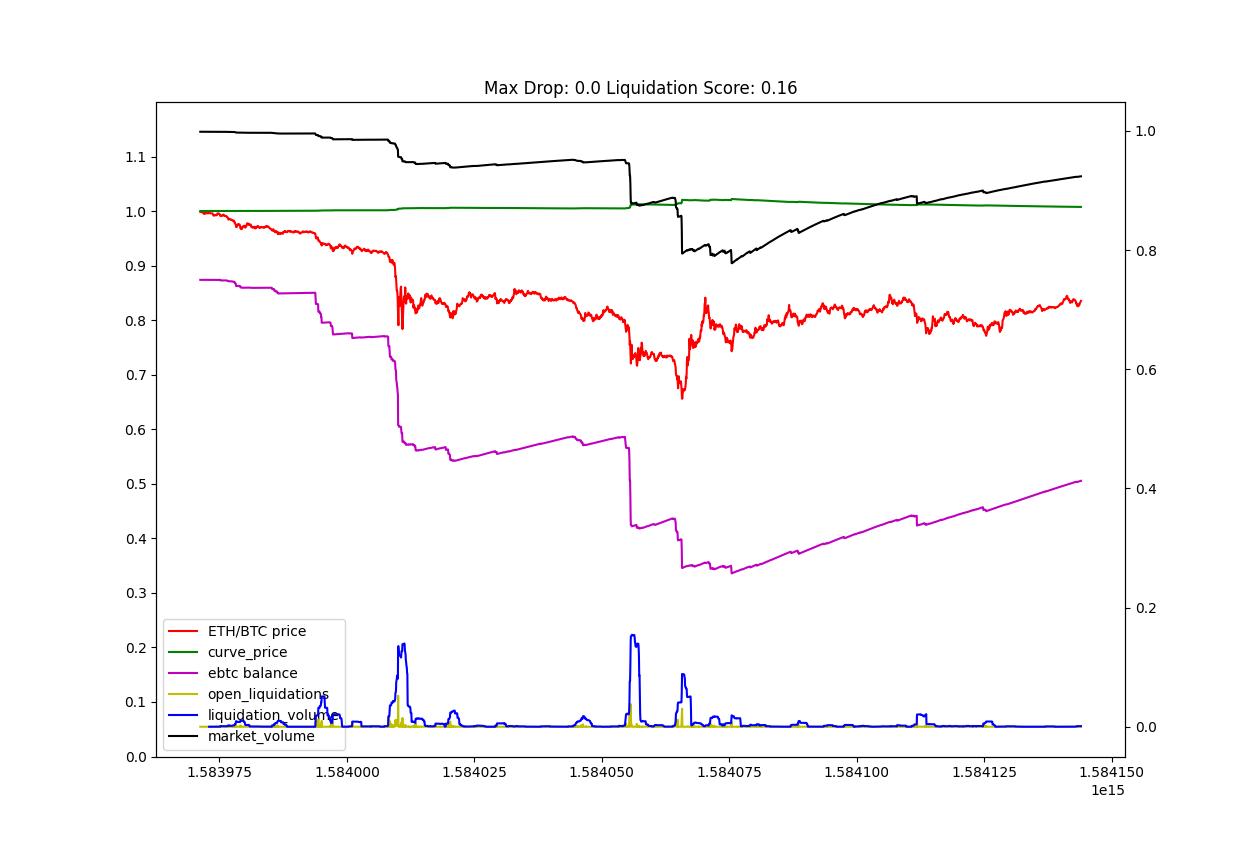 Max Drop: 0.0 Liquidation Score: 0.16
1.1
1.0
0.9
0.8
0.7
0.6
0.5
0.4
0.3
0.2
0.1
0.0
1.0
0.8
0.6
0.4
0.2
0.0
ETH/BTC price
curve_price
ebtc balance
open_liquidations
liquidation_volume
market_volume
1.583975 1.584000 1.584025 1.584050 1.584075 1.584100 1.584125 1.584150
1e15